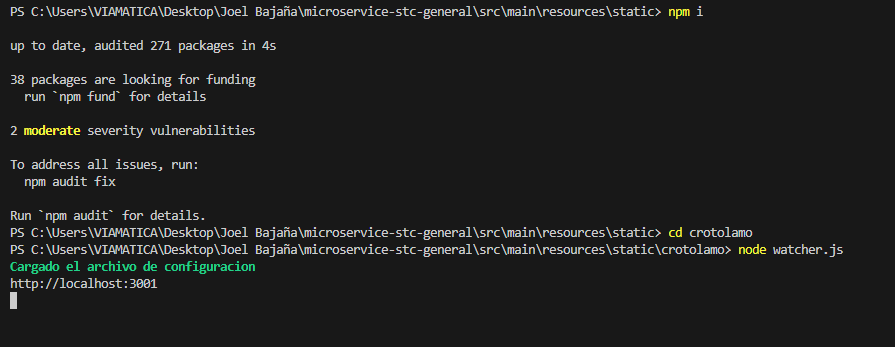 PS C:\Users\VIAMATICA\Desktop\Joel Bajaña\microservice-stc-general\src\main\resources\static> npm i
up to date, audited 271 packages in 4s
38 packages are looking for funding
  run `npm fund` for details
2 moderate severity vulnerabilities
To address all issues, run:
  npm audit fix
Run `npm audit` for details.
PS C:\Users\VIAMATICA\Desktop\Joel Bajaña\microservice-stc-general\src\main\resources\static> cd crotolamo
PS C:\Users\VIAMATICA\Desktop\Joel Bajaña\microservice-stc-general\src\main\resources\static\crotolamo> node watcher.js
Cargado el archivo de configuracion
http://localhost:3001